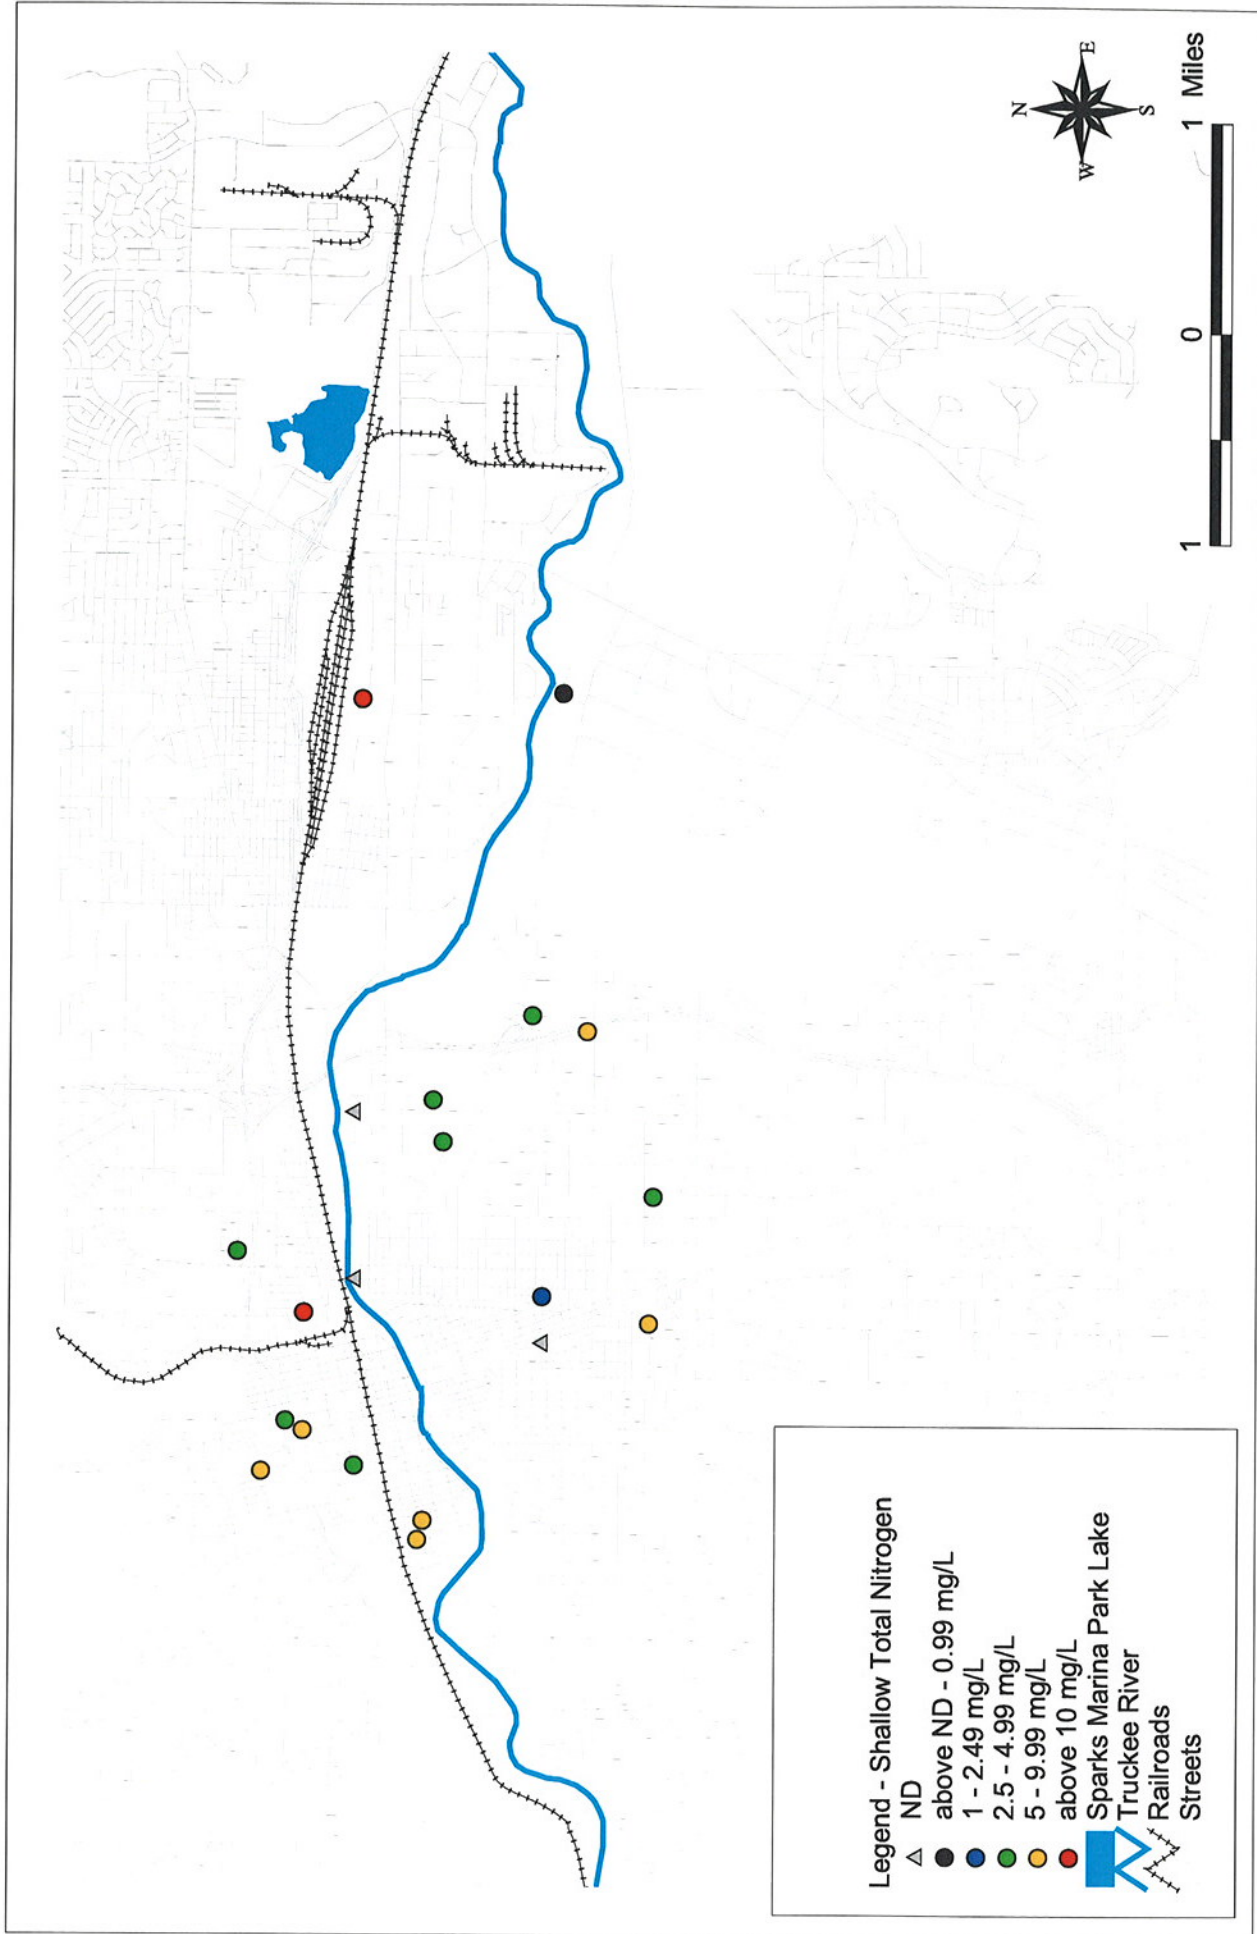 Legend - Shallow Total Nitrogen
ND
above ND - 0.99 mg/L
1 - 2.49 mg/L
2.5 - 4.99 mg/L
5 - 9.99 mg/L
above 10 mg/L
Sparks Marina Park Lake
Truckee River
Railroads
Streets
N
W
E
S
1
0
1 Miles